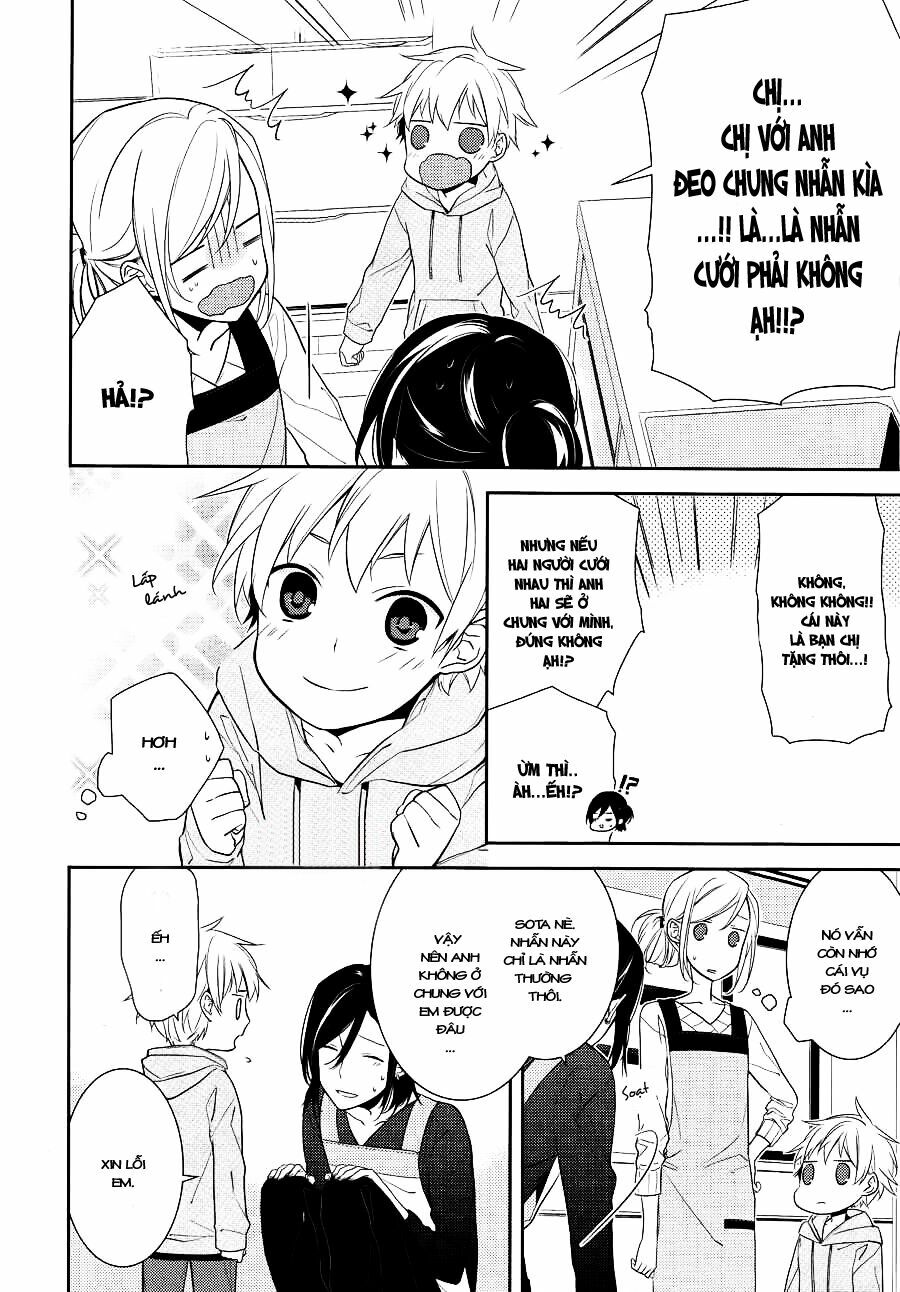 CHỊ...
CHỊ VỚI ANH
ĐEO CHUNG NHẪN KÌA
...!! LÀ...LÀ NHẪN
CƯỚI PHẢI KHÔNG
ẠH!!?
HẢ!?
KHÔNG,
KHÔNG KHÔNG!!
CÁI NÀY
LÀ BẠN CHỊ
TẶNG THÔI...!
NHƯNG NẾU
HAI NGƯỜI CƯỚI
NHAU THÌ ANH
HAI SẼ Ở
CHUNG VỚI MÌNH,
ĐÚNG KHÔNG
ẠH!?
ỪM THÌ..
ÀH...ẾH!?
!?
Lấp
lánh
HƠH
...
NÓ VẪN
CÒN NHỚ
CÁI VỤ
ĐÓ SAO
...
Soạt
SOTA NÈ,
NHẪN NÀY
CHỈ LÀ NHẪN
THƯỜNG
THÔI.
VẬY
NÊN ANH
KHÔNG Ở
CHUNG VỚI
EM ĐƯỢC
ĐÂU
...
ẾH
...
XIN LỖI
EM.